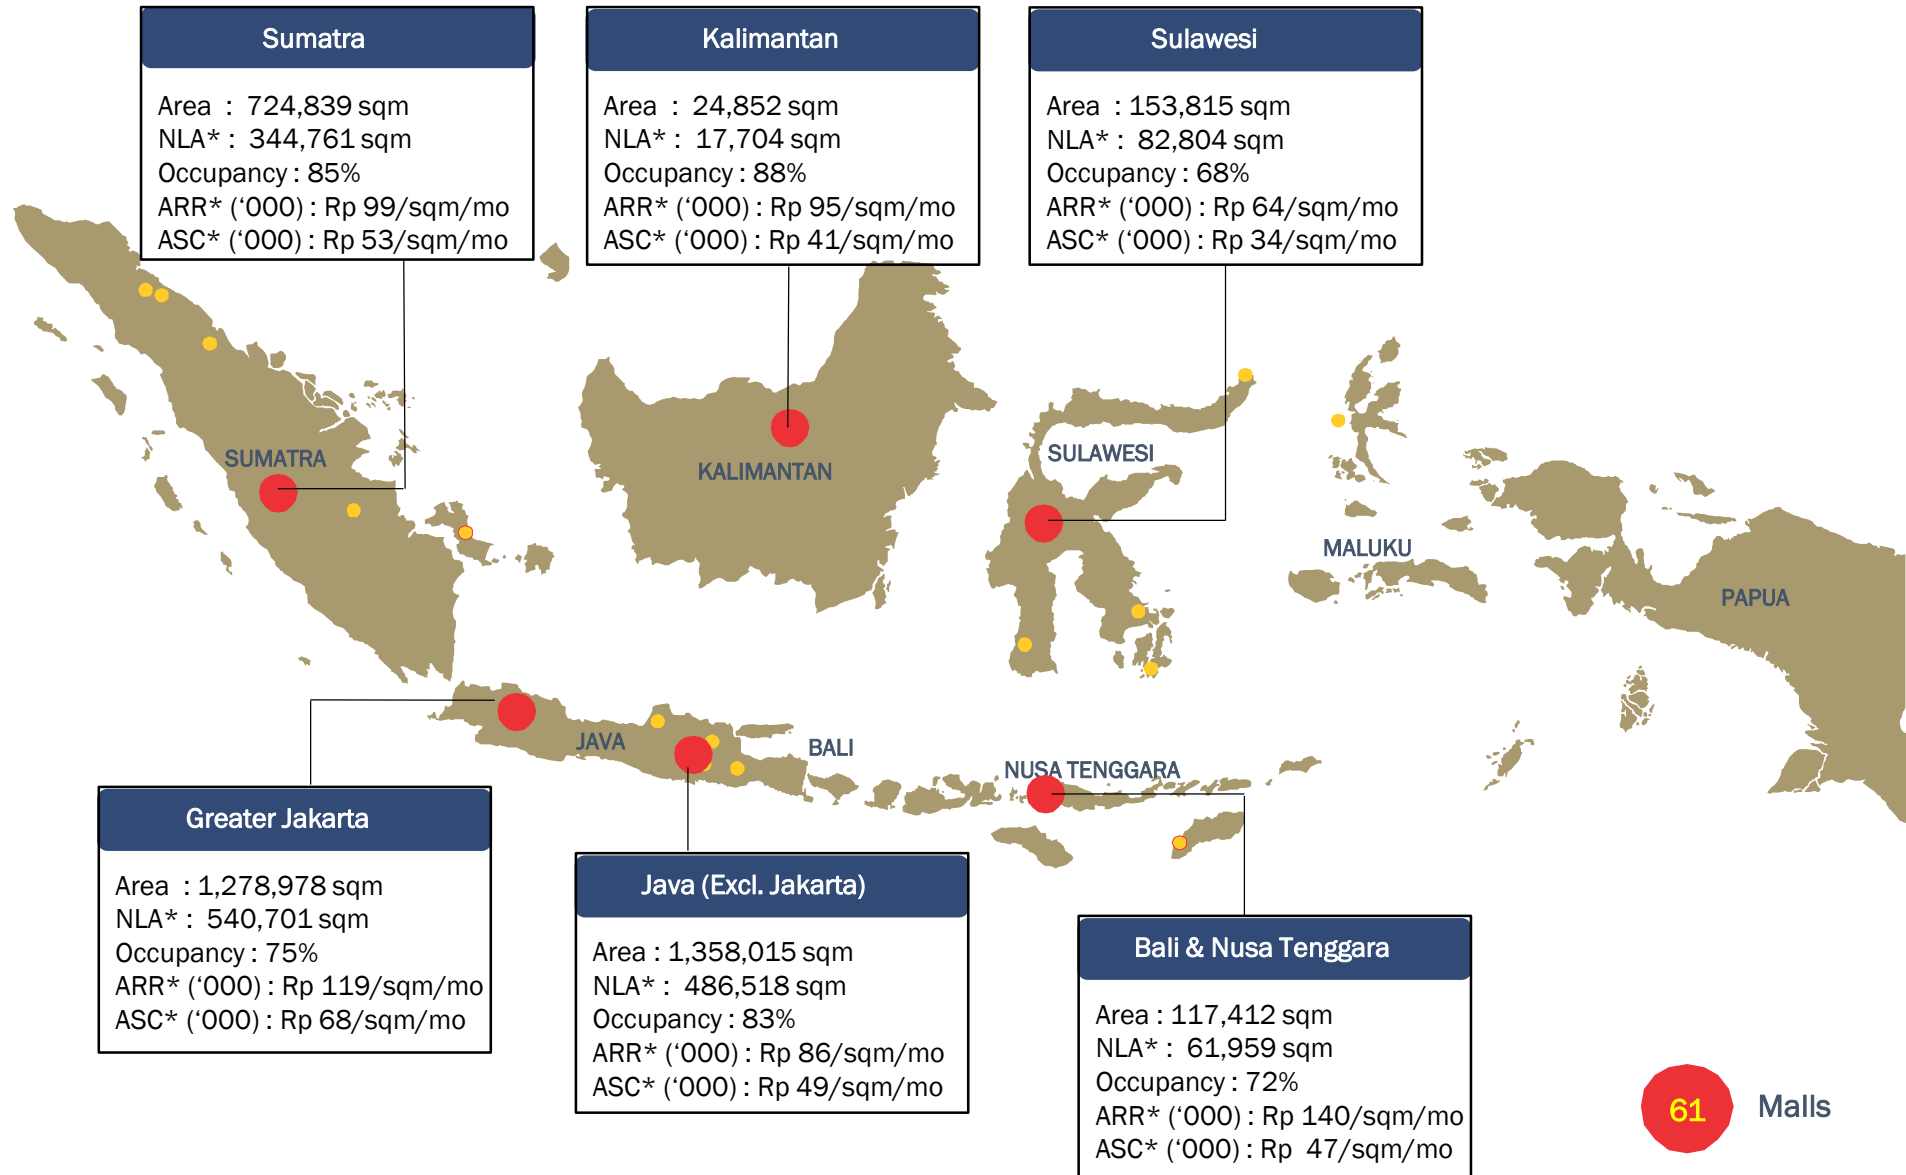 Sumatra
Area : 724,839 sqm
NLA* : 344,761 sqm
Occupancy : 85%
ARR* (‘000) : Rp 99/sqm/mo
ASC* (‘000) : Rp 53/sqm/mo
Kalimantan
Area : 24,852 sqm
NLA* : 17,704 sqm
Occupancy : 88%
ARR* (‘000) : Rp 95/sqm/mo
ASC* (‘000) : Rp 41/sqm/mo
Sulawesi
Area : 153,815 sqm
NLA* : 82,804 sqm
Occupancy : 68%
ARR* (‘000) : Rp 64/sqm/mo
ASC* (‘000) : Rp 34/sqm/mo
SUMATRA
KALIMANTAN
SULAWESI
MALUKU
PAPUA
JAVA
BALI
NUSA TENGGARA
Greater Jakarta
Area : 1,278,978 sqm
NLA* : 540,701 sqm
Occupancy : 75%
ARR* (‘000) : Rp 119/sqm/mo
ASC* (‘000) : Rp 68/sqm/mo
Java (Excl. Jakarta)
Area : 1,358,015 sqm
NLA* : 486,518 sqm
Occupancy : 83%
ARR* (‘000) : Rp 86/sqm/mo
ASC* (‘000) : Rp 49/sqm/mo
Bali & Nusa Tenggara
Area : 117,412 sqm
NLA* : 61,959 sqm
Occupancy : 72%
ARR* (‘000) : Rp 140/sqm/mo
ASC* (‘000) : Rp 47/sqm/mo
61 Malls